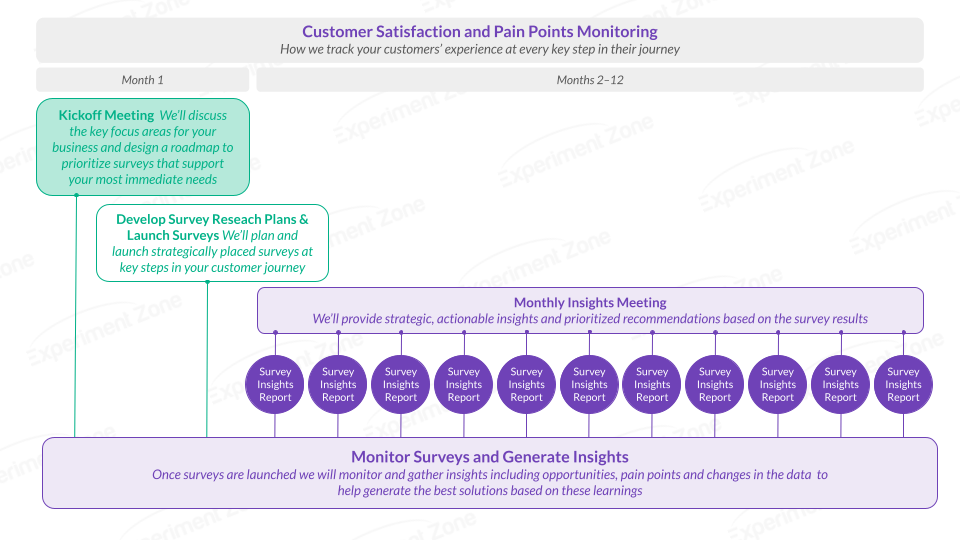 Customer Satisfaction and Pain Points Monitoring
How we track your customers’ experience at every key step in their journey
Month 1
Months 2–12
Kickoff Meeting We’ll discuss
the key focus areas for your
business and design a roadmap to
prioritize surveys that support
your most immediate needs
Develop Survey Reseach Plans &
Launch Surveys We’ll plan and
launch strategically placed surveys at
key steps in your customer journey
Monthly Insights Meeting
We’ll provide strategic, actionable insights and prioritized recommendations based on the survey results
Survey
Insights
Report
Survey
Insights
Report
Survey
Insights
Report
Survey
Insights
Report
Survey
Insights
Report
Survey
Insights
Report
Survey
Insights
Report
Survey
Insights
Report
Survey
Insights
Report
Survey
Insights
Report
Survey
Insights
Report
Monitor Surveys and Generate Insights
Once surveys are launched we will monitor and gather insights including opportunities, pain points and changes in the data to
help generate the best solutions based on these learnings
Experiment Zone